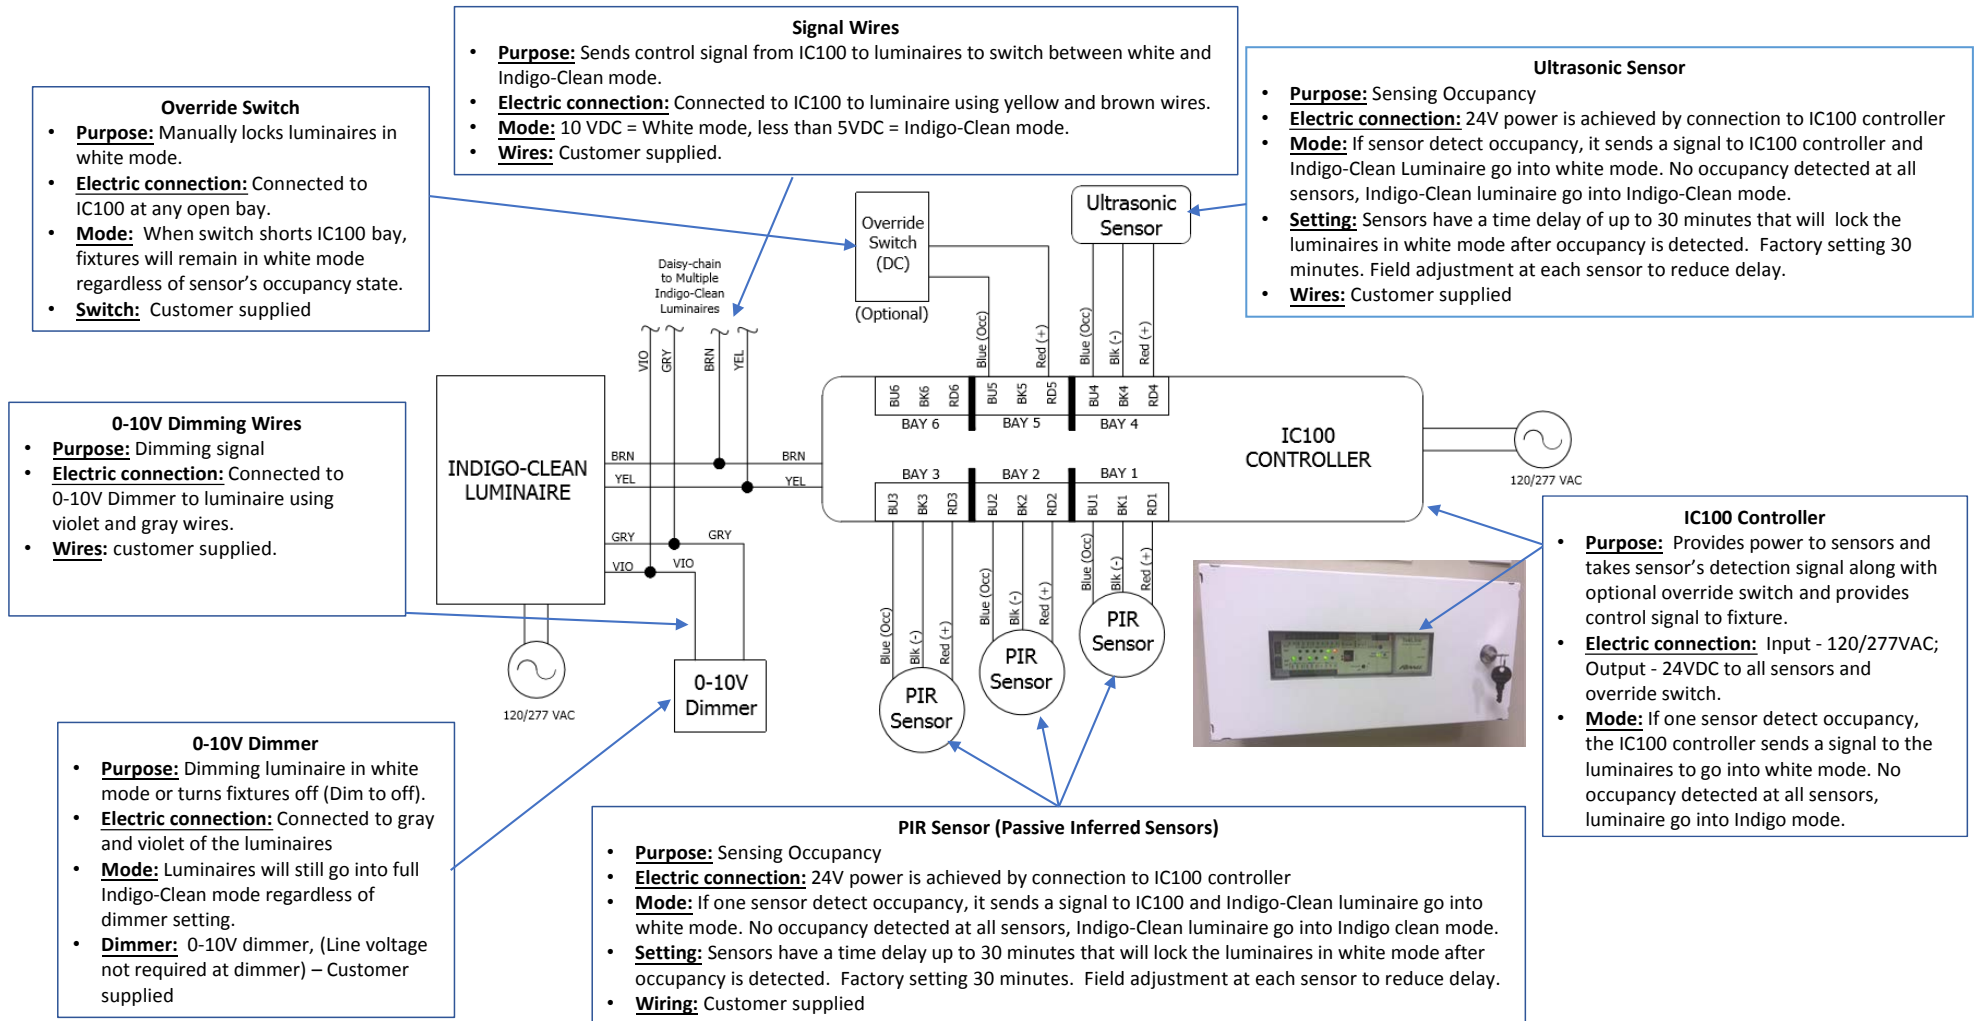 Signal Wires
• Purpose: Sends control signal from IC100 to luminaires to switch between white and
Indigo-Clean mode.
• Electric connection: Connected to IC100 to luminaire using yellow and brown wires.
• Mode: 10 VDC = White mode, less than 5VDC = Indigo-Clean mode.
• Wires: Customer supplied.
Ultrasonic Sensor
• Purpose: Sensing Occupancy
• Electric connection: 24V power is achieved by connection to IC100 controller
• Mode: If sensor detect occupancy, it sends a signal to IC100 controller and
Indigo-Clean Luminaire go into white mode. No occupancy detected at all
sensors, Indigo-Clean luminaire go into Indigo-Clean mode.
• Setting: Sensors have a time delay of up to 30 minutes that will lock the
luminaires in white mode after occupancy is detected. Factory setting 30
minutes. Field adjustment at each sensor to reduce delay.
• Wires: Customer supplied
Override Switch
• Purpose: Manually locks luminaires in
white mode.
• Electric connection: Connected to
IC100 at any open bay.
• Mode: When switch shorts IC100 bay,
fixtures will remain in white mode
regardless of sensor's occupancy state.
• Switch: Customer supplied
Override
Switch
(DC)
(Optional)
Ultrasonic
Sensor
Daisy-chain
to Multiple
Indigo-Clean
Luminaires
VIO
GRY
BRN
YEL
Blue (Occ)
Red (+)
Blue (Occ)
Blk (-)
Red (+)
BU6
BK6
RD6
BU5
BK5
RD5
BU4
BK4
RD4
BAY 6
BAY 5
BAY 4
0-10V Dimming Wires
• Purpose: Dimming signal
• Electric connection: Connected to
0-10V Dimmer to luminaire using
violet and gray wires.
• Wires: customer supplied.
INDIGO-CLEAN
LUMINAIRE
BRN
BRN
YEL
YEL
GRY
GRY
VIO
VIO
IC100
CONTROLLER
120/277 VAC
BAY 3
BAY 2
BAY 1
BU3
BK3
RD3
BU2
BK2
RD2
BU1
BK1
RD1
Blue (Occ)
Blk (-)
Red (+)
Blue (Occ)
Blk (-)
Red (+)
Blue (Occ)
Blk (-)
Red (+)
PIR
Sensor
PIR
Sensor
PIR
Sensor
120/277 VAC
0-10V
Dimmer
IC100 Controller
• Purpose: Provides power to sensors and
takes sensor's detection signal along with
optional override switch and provides
control signal to fixture.
• Electric connection: Input - 120/277VAC;
Output - 24VDC to all sensors and
override switch.
• Mode: If one sensor detect occupancy,
the IC100 controller sends a signal to the
luminaires to go into white mode. No
occupancy detected at all sensors,
luminaire go into Indigo mode.
0-10V Dimmer
• Purpose: Dimming luminaire in white
mode or turns fixtures off (Dim to off).
• Electric connection: Connected to gray
and violet of the luminaires
• Mode: Luminaires will still go into full
Indigo-Clean mode regardless of
dimmer setting.
• Dimmer: 0-10V dimmer, (Line voltage
not required at dimmer) – Customer
supplied
PIR Sensor (Passive Inferred Sensors)
• Purpose: Sensing Occupancy
• Electric connection: 24V power is achieved by connection to IC100 controller
• Mode: If one sensor detect occupancy, it sends a signal to IC100 and Indigo-Clean luminaire go into
white mode. No occupancy detected at all sensors, Indigo-Clean luminaire go into Indigo clean mode.
• Setting: Sensors have a time delay up to 30 minutes that will lock the luminaires in white mode after
occupancy is detected. Factory setting 30 minutes. Field adjustment at each sensor to reduce delay.
• Wiring: Customer supplied